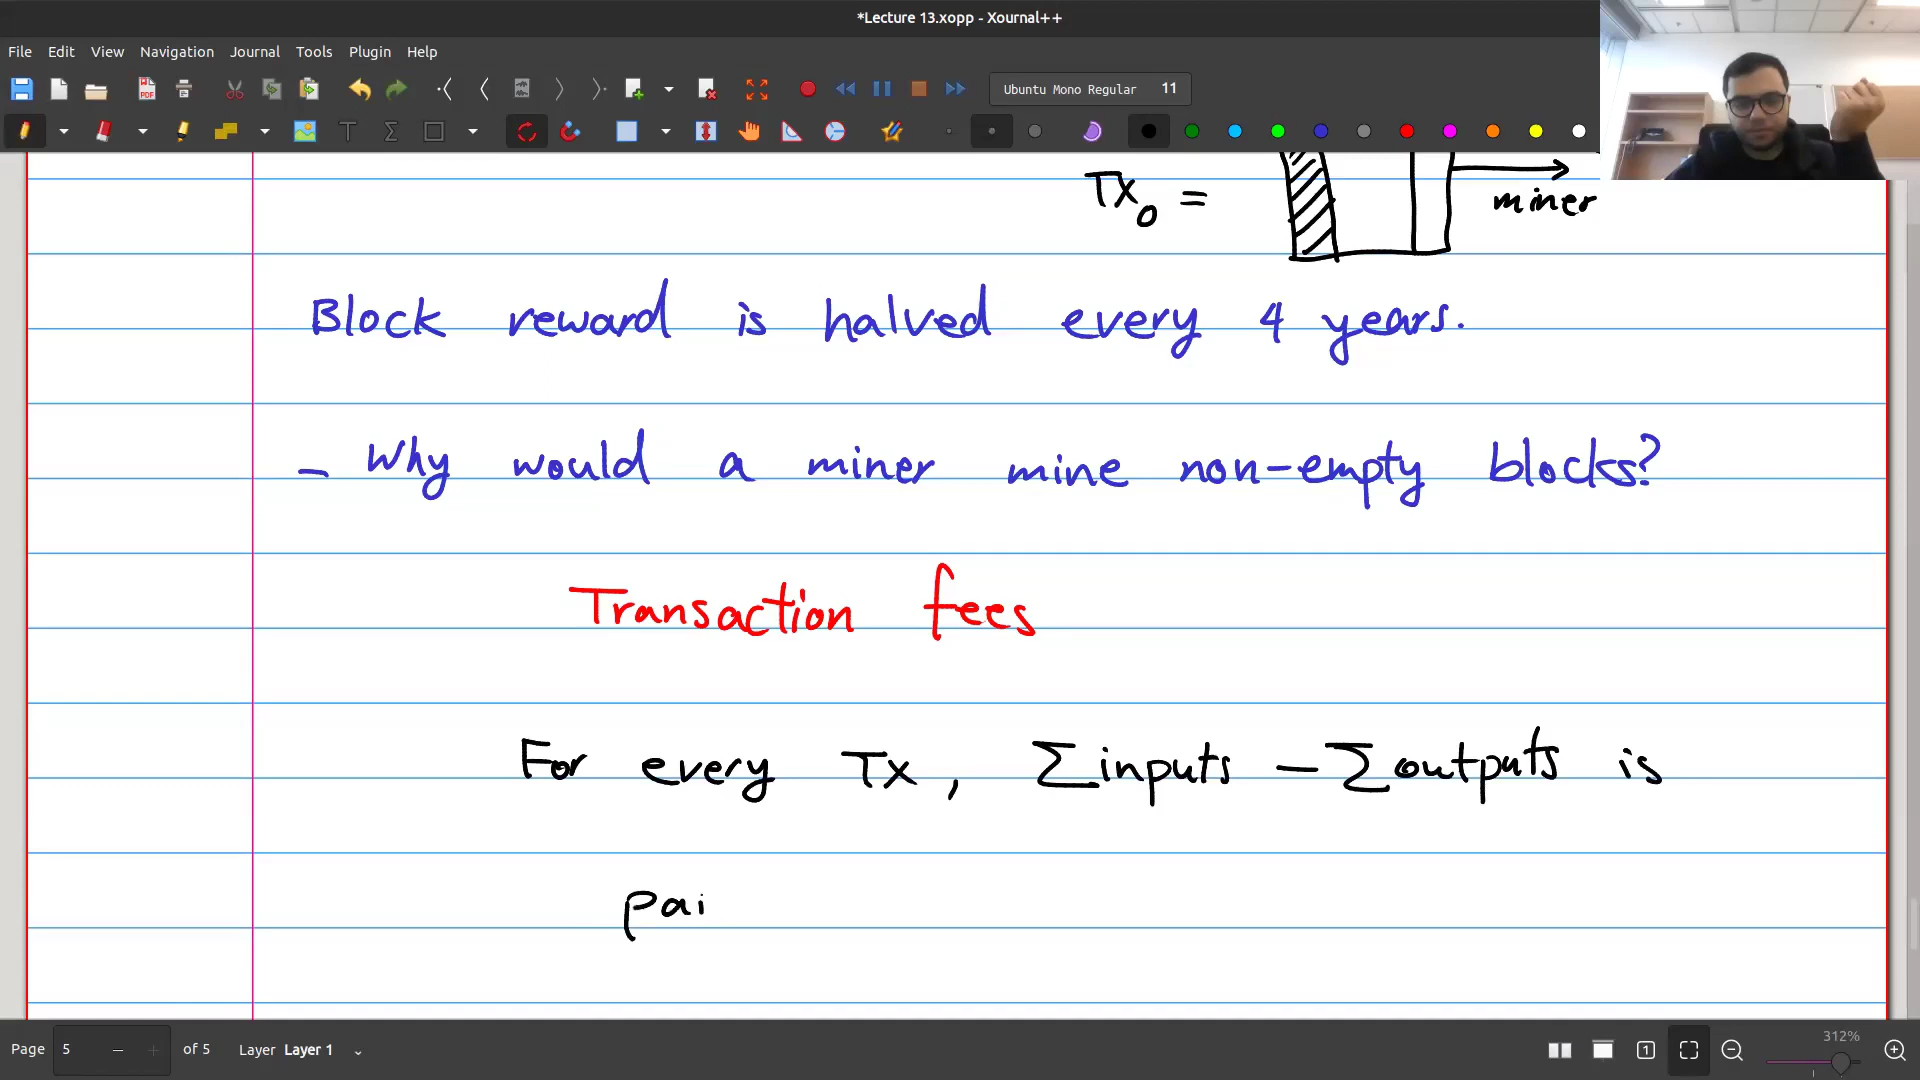 *Lecture 13.xopp - Xournal++
File Edit View Navigation Journal Tools Plugin Help
Ubuntu Mono Regular 11
Tx0 =
miner
Block reward is halved every 4 years.
- Why would a miner mine non-empty blocks?
Transaction fees
For every Tx, Σinputs - Σoutputs is
pai
Page 5 of 5 Layer Layer 1
312%